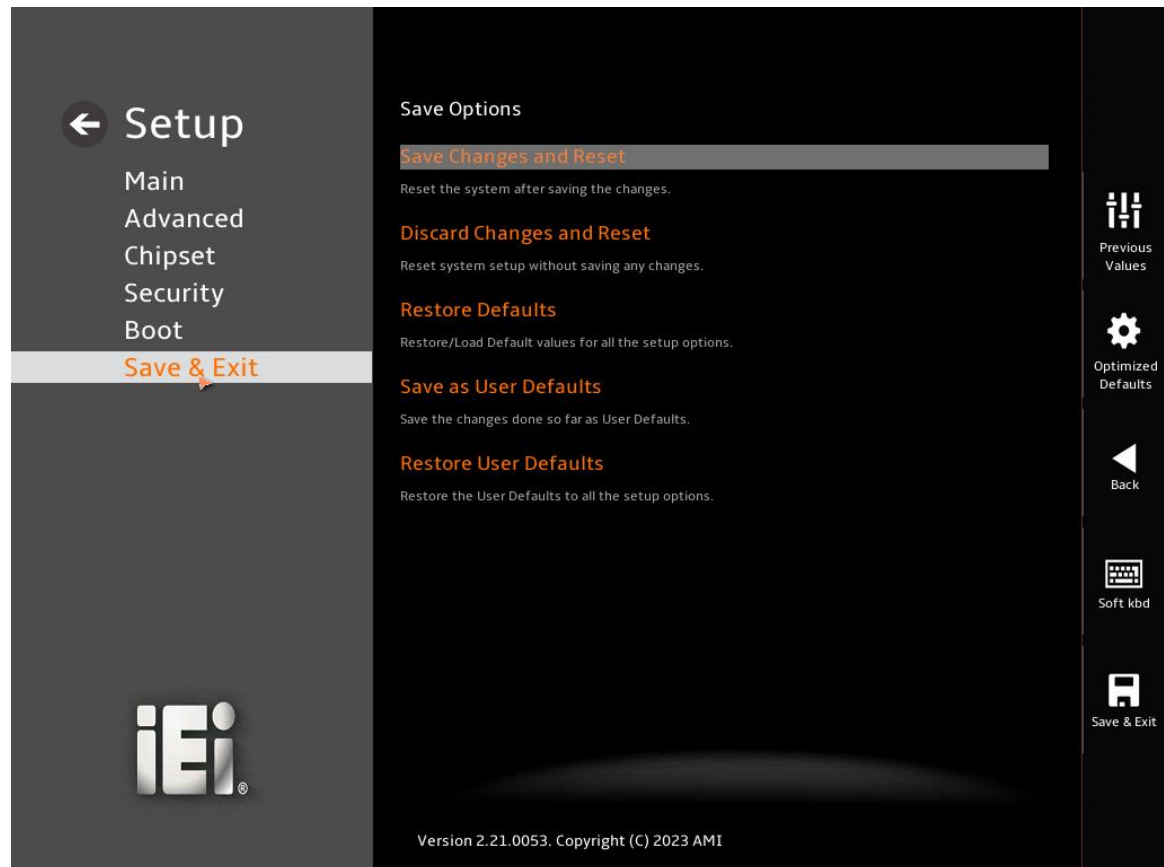 Setup
Main
Advanced
Chipset
Security
Boot
Save & Exit
iEi®
Save Options
Save Changes and Reset
Reset the system after saving the changes.
Discard Changes and Reset
Reset system setup without saving any changes.
Restore Defaults
Restore/Load Default values for all the setup options.
Save as User Defaults
Save the changes done so far as User Defaults.
Restore User Defaults
Restore the User Defaults to all the setup options.
Version 2.21.0053. Copyright (C) 2023 AMI
Previous
Values
Optimized
Defaults
Back
Soft kbd
Save & Exit